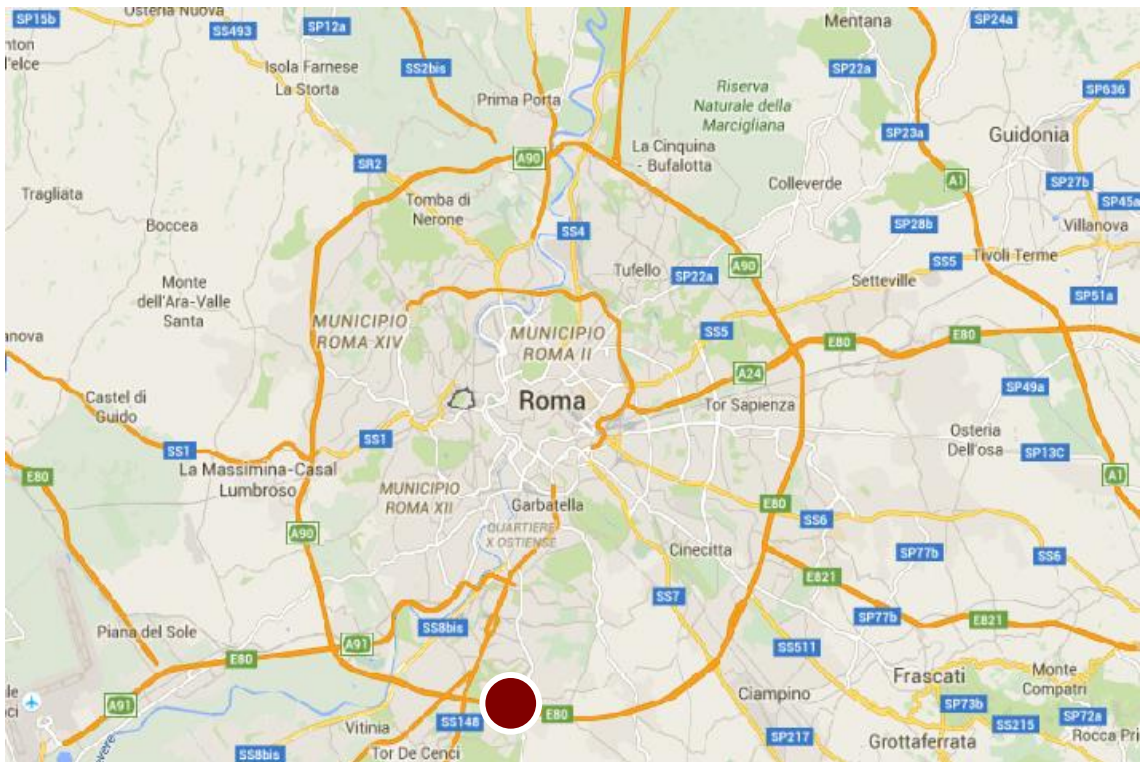 SP15b
Osteria Nuova
SS493
SP12a
SS2bis
Mentana
SP24a
SP22a
Isola Farnese
La Storta
Prima Porta
Riserva
Naturale della
Marcigliana
SP636
SP23a
Guidonia
A90
SR2
La Cinquina
- Bufalotta
Colleverde
A1
SP27b
SP45a
Tragliata
Tomba di
Nerone
Boccea
SS4
SP28b
Villanova
Tivoli Terme
SS5
A90
Tufello
SP22a
Setteville
SP51a
Monte
dell'Ara-Valle
Santa
MUNICIPIO
ROMA XIV
MUNICIPIO
ROMA II
SS5
E80
E80
A24
SP49a
Castel di
Guido
Roma
Tor Sapienza
SS1
SS1
Osteria
Dell'osa
SP13C
La Massimina-Casal
Lumbroso
E80
A1
MUNICIPIO
ROMA XII
Garbatella
E80
SS6
A90
QUARTIERE
X OSTIENSE
Cinecitta
SP77b
SS6
E821
SS7
SP77b
E821
Piana del Sole
SS8bis
A91
E80
SS511
Frascati
Monte
Compatri
A91
Ciampino
SP73b
SS215
SP72a
Vitinia
SS148
E80
Rocca Pri
SS8bis
Tor De Cenci
SP217
Grottaferrata